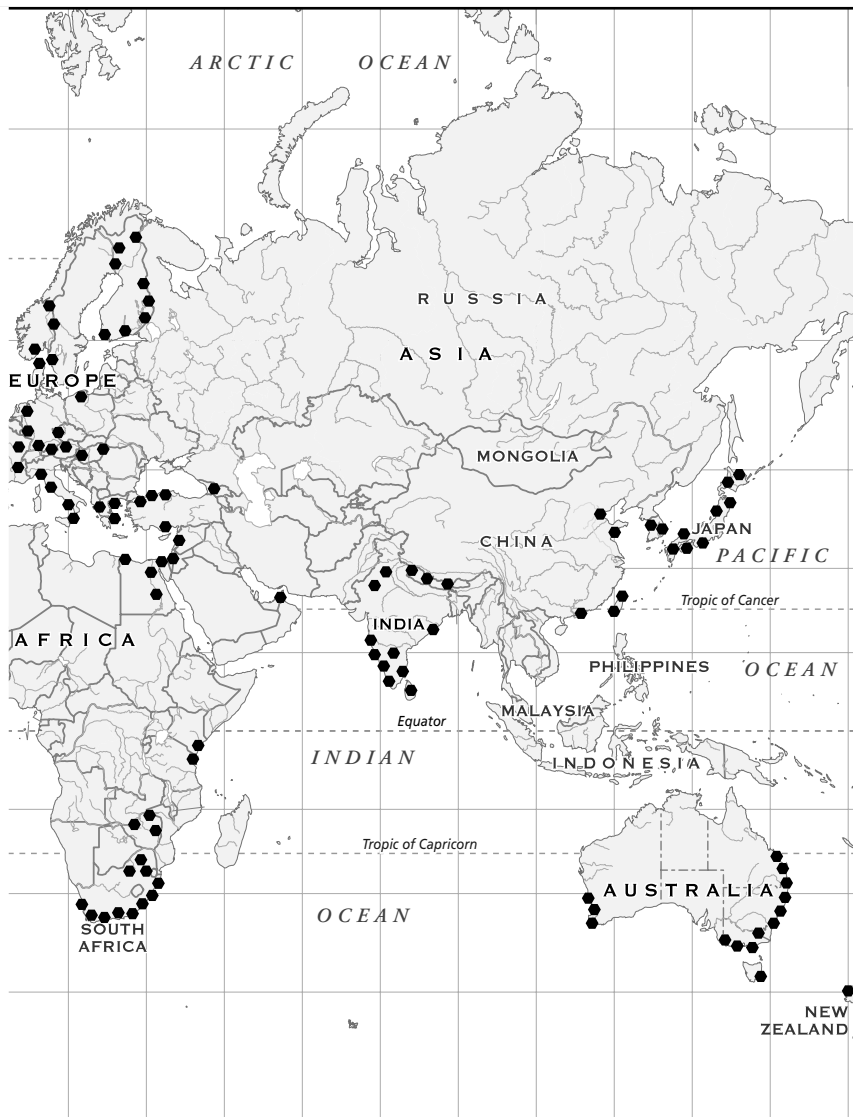 ARCTIC OCEAN
RUSSIA
ASIA
EUROPE
MONGOLIA
JAPAN
CHINA
PACIFIC
Tropic of Cancer
INDIA
AFRICA
PHILIPPINES
OCEAN
MALAYSIA
Equator
INDIAN
INDONESIA
Tropic of Capricorn
AUSTRALIA
OCEAN
SOUTH
AFRICA
NEW
ZEALAND